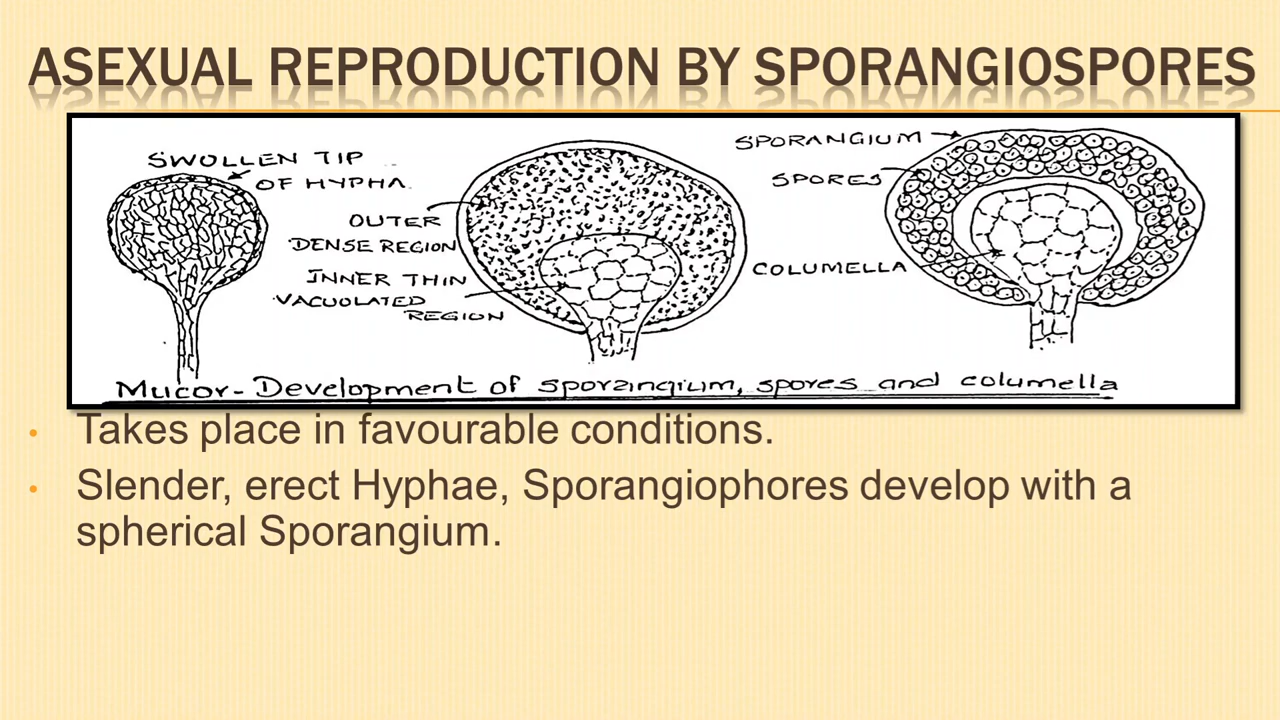 ASEXUAL REPRODUCTION BY SPORANGIOSPORES
SWOLLEN TIP
OF HYPHA
OUTER
DENSE REGION
INNER THIN
VACUOLATED
REGION
SPORANGIUM
SPORES
COLUMELLA
Mucor - Development of sporangium, spores and columella
• Takes place in favourable conditions.
• Slender, erect Hyphae, Sporangiophores develop with a
spherical Sporangium.